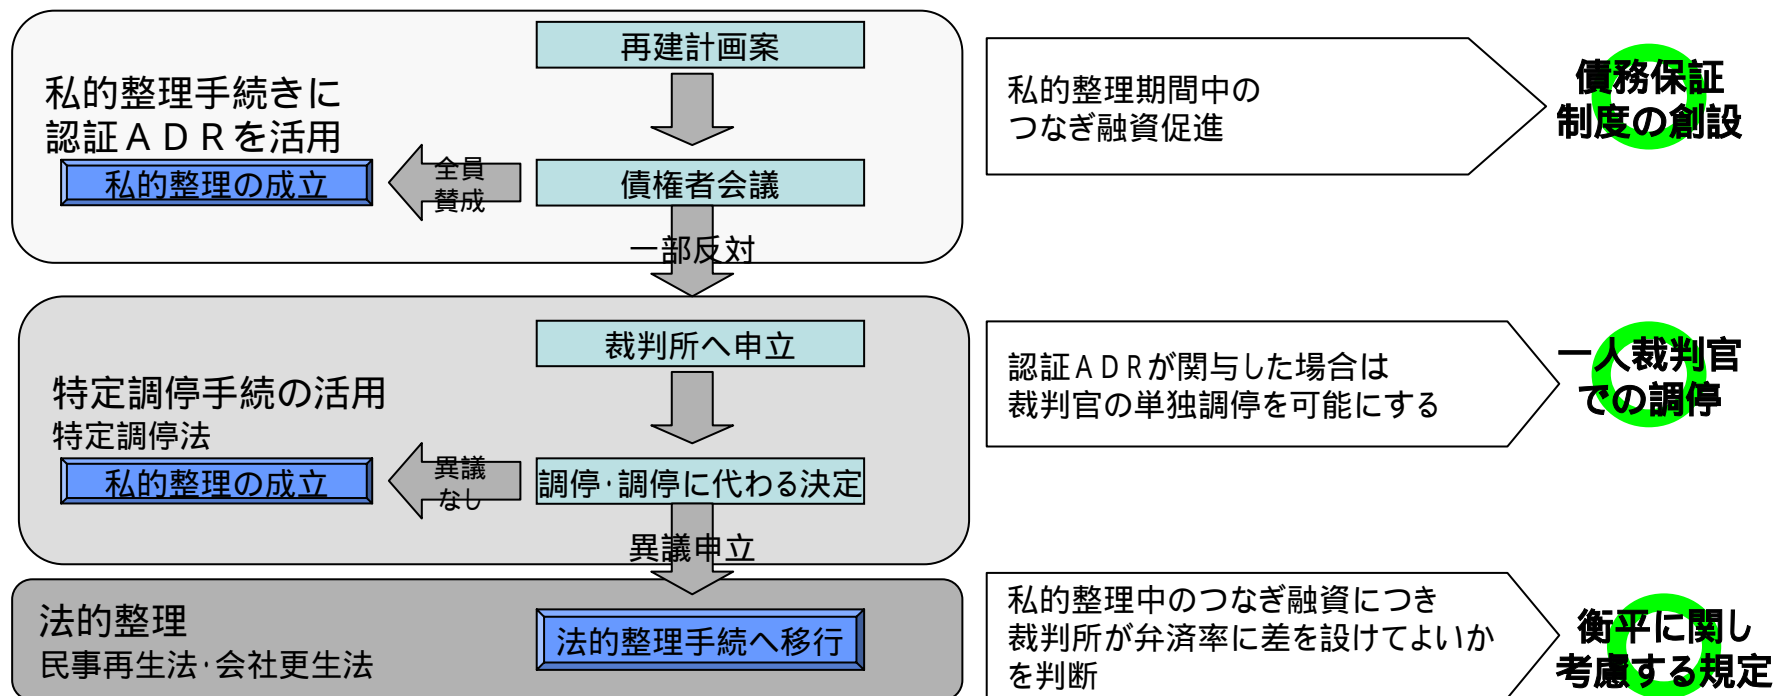 再建計画案
私的整理手続きに
認証ＡＤＲを活用
私的整理の成立
全員
賛成
債権者会議
一部反対
私的整理期間中の
つなぎ融資促進
債務保証
制度の創設
裁判所へ申立
特定調停手続の活用
特定調停法
私的整理の成立
異議
なし
調停・調停に代わる決定
異議申立
認証ＡＤＲが関与した場合は
裁判官の単独調停を可能にする
一人裁判官
での調停
法的整理
民事再生法・会社更生法
法的整理手続へ移行
私的整理中のつなぎ融資につき
裁判所が弁済率に差を設けてよいか
を判断
衡平に関し
考慮する規定